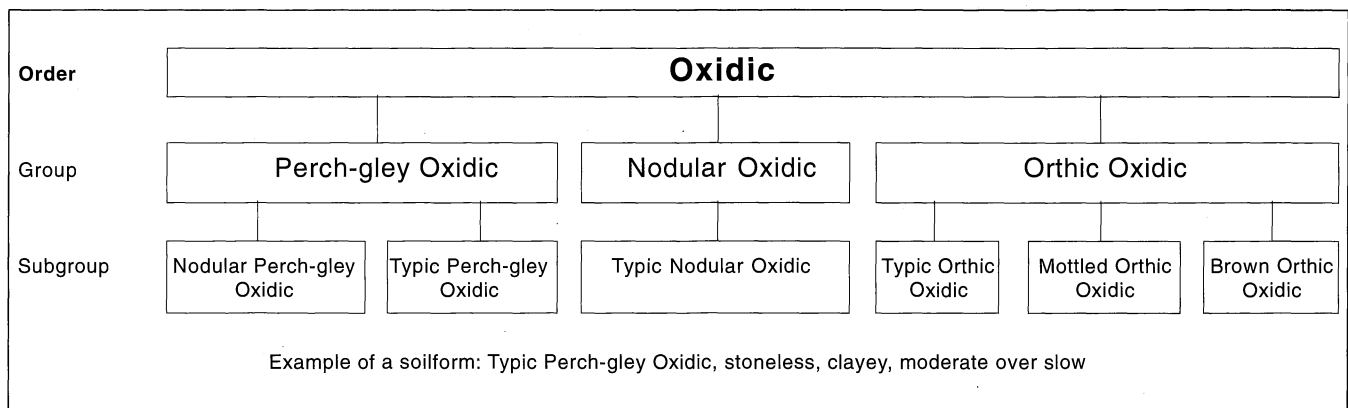 Order
Oxidic
Group
Perch-gley Oxidic
Nodular Oxidic
Orthic Oxidic
Subgroup
Nodular Perch-gley
Oxidic
Typic Perch-gley
Oxidic
Typic Nodular Oxidic
Typic Orthic
Oxidic
Mottled Orthic
Oxidic
Brown Orthic
Oxidic
Example of a soilform: Typic Perch-gley Oxidic, stoneless, clayey, moderate over slow